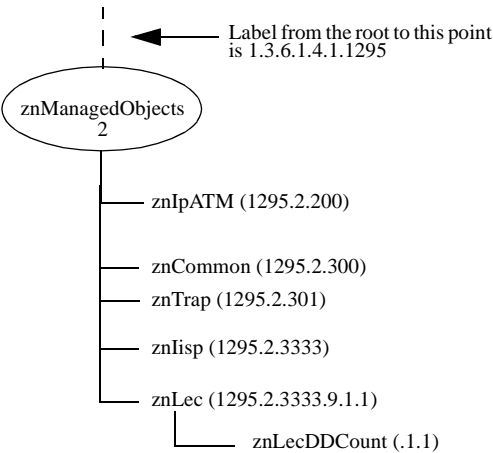 Label from the root to this point
is 1.3.6.1.4.1.1295
znManagedObjects
2
znIpATM (1295.2.200)
znCommon (1295.2.300)
znTrap (1295.2.301)
znIisp (1295.2.3333)
znLec (1295.2.3333.9.1.1)
znLecDDCount (.1.1)